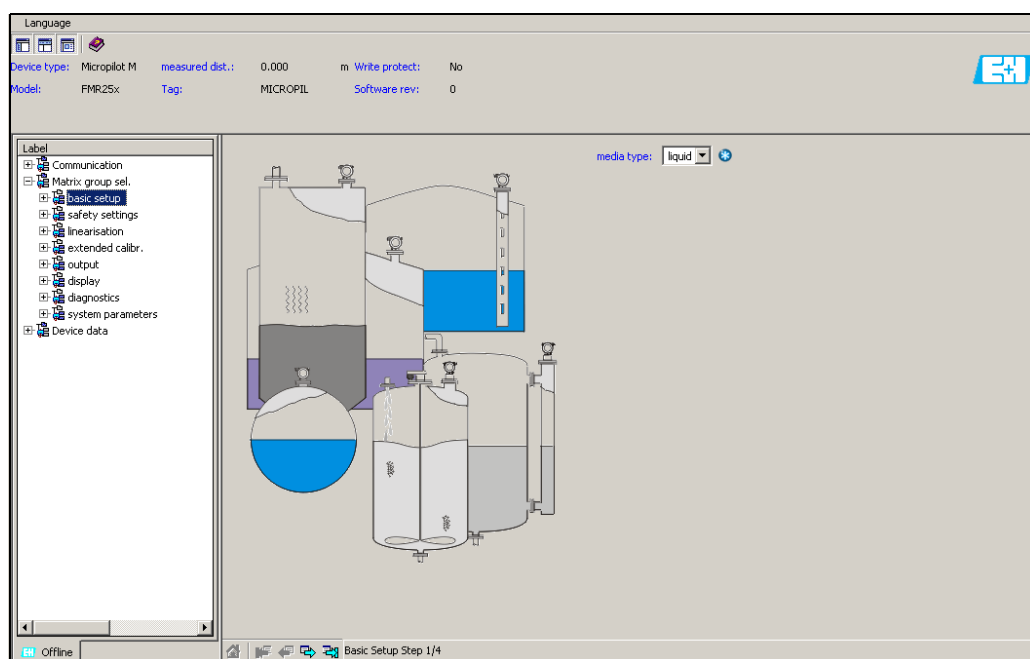 Language
Device type: Micropilot M measured dist.: 0.000 m Write protect: No
Model: FMR25x Tag: MICROPIL Software rev: 0
E+H
Label
Communication
Matrix group sel.
basic setup
safety settings
linearisation
extended calibr.
output
display
diagnostics
system parameters
Device data
media type: liquid
Offline
Basic Setup Step 1/4